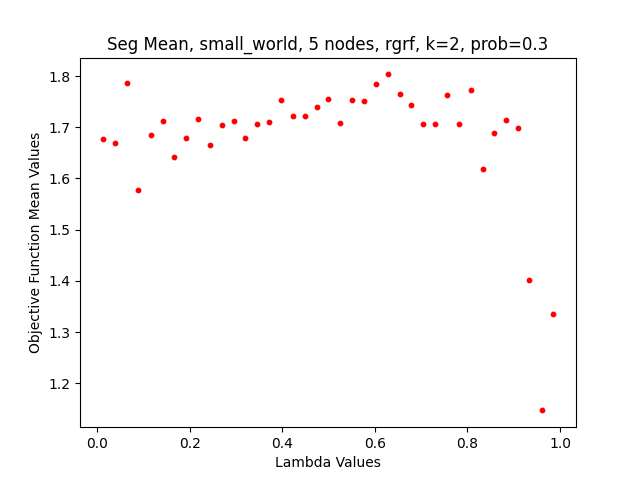 Seg Mean, small_world, 5 nodes, rgrf, k=2, prob=0.3
Objective Function Mean Values
1.8
1.7
1.6
1.5
1.4
1.3
1.2
0.0 0.2 0.4 0.6 0.8 1.0
Lambda Values